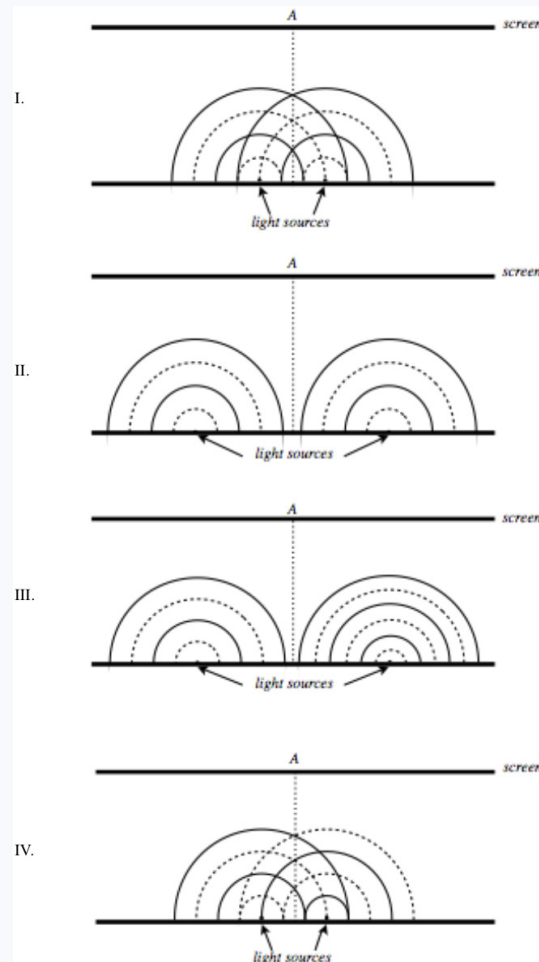 A
screen
I.
light sources
A
screen
II.
light sources
A
screen
III.
light sources
A
screen
IV.
light sources